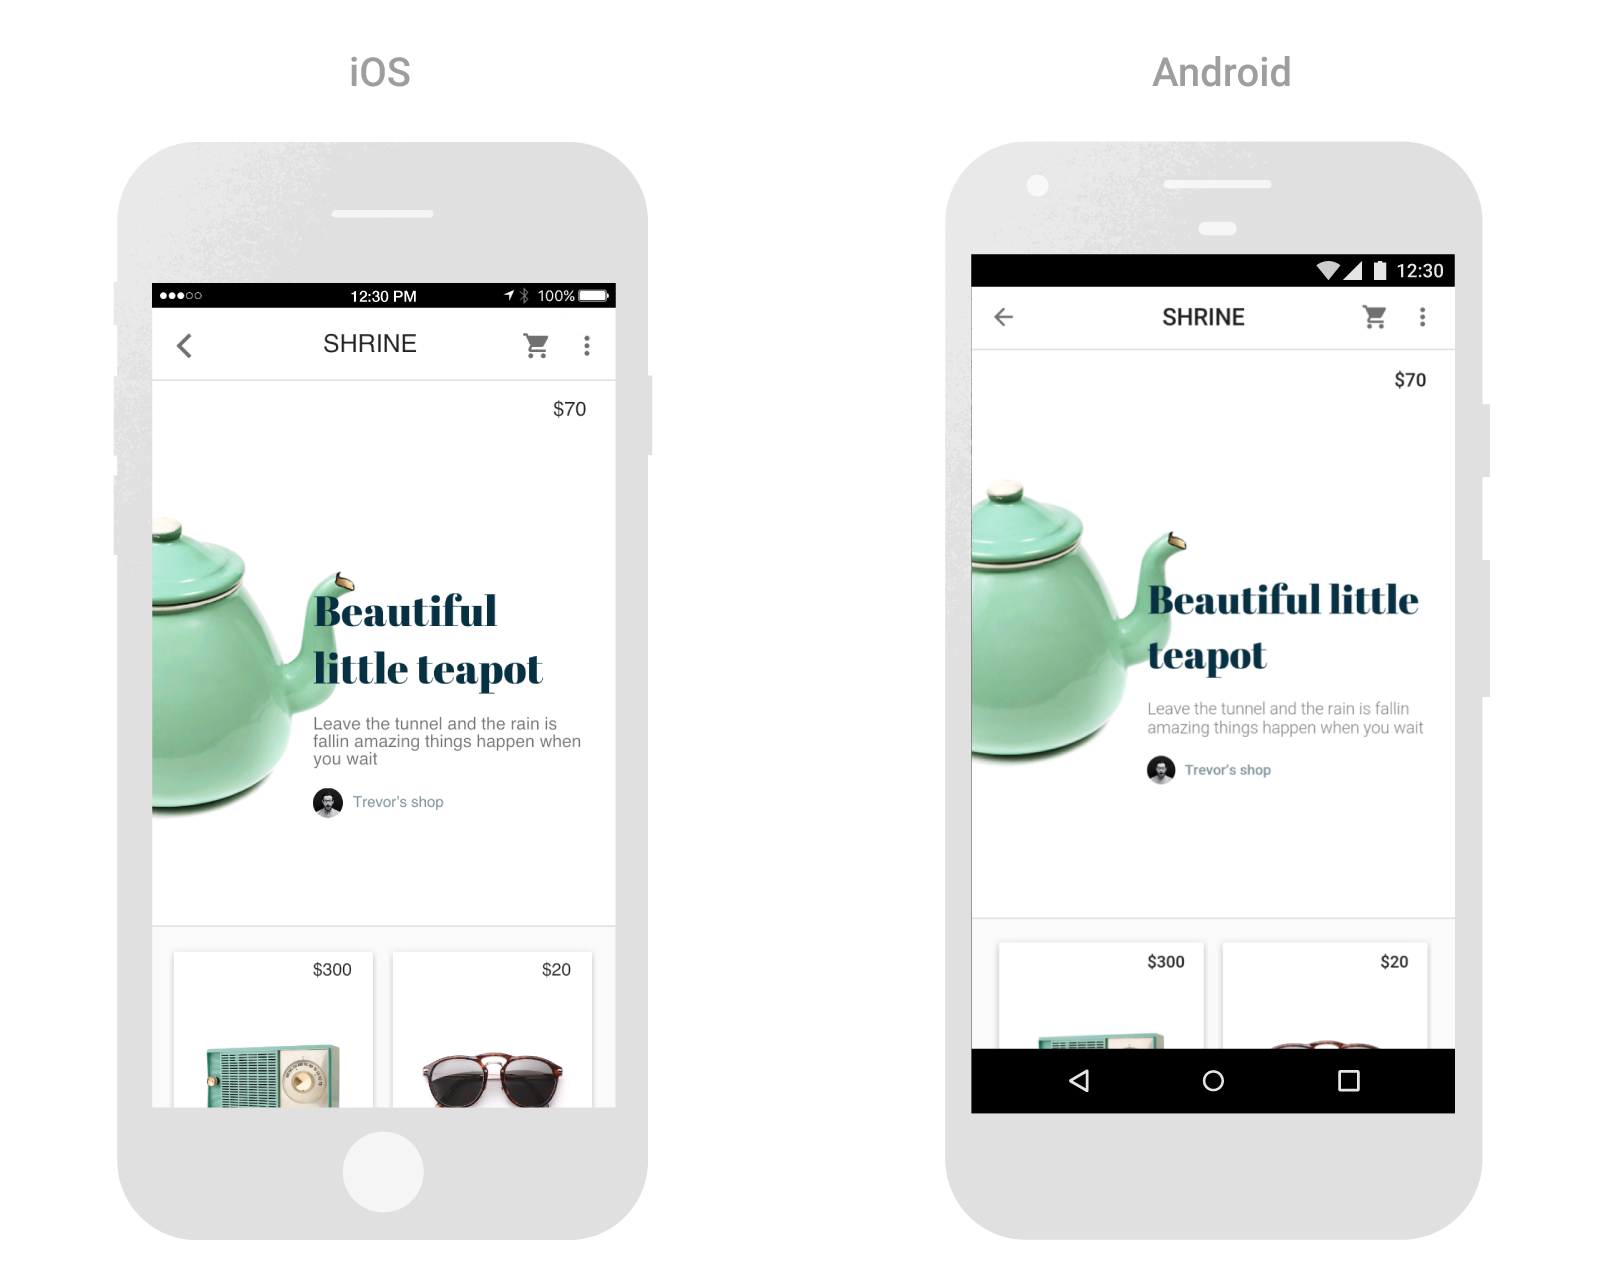 iOS
12:30 PM
100%
SHRINE
$70
Beautiful
little teapot
Leave the tunnel and the rain is
fallin amazing things happen when
you wait
Trevor's shop
$300
$20
Android
12:30
SHRINE
$70
Beautiful little
teapot
Leave the tunnel and the rain is fallin
amazing things happen when you wait
Trevor's shop
$300
$20